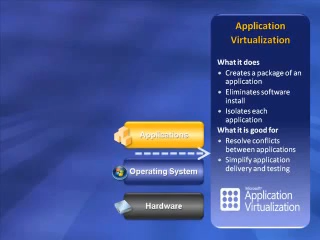 Application
Virtualization
What it does
• Creates a package of an
application
• Eliminates software
install
• Isolates each
application
What it is good for
• Resolve conflicts
between applications
• Simplify application
delivery and testing
Applications
Operating System
Hardware
Microsoft
Application
Virtualization